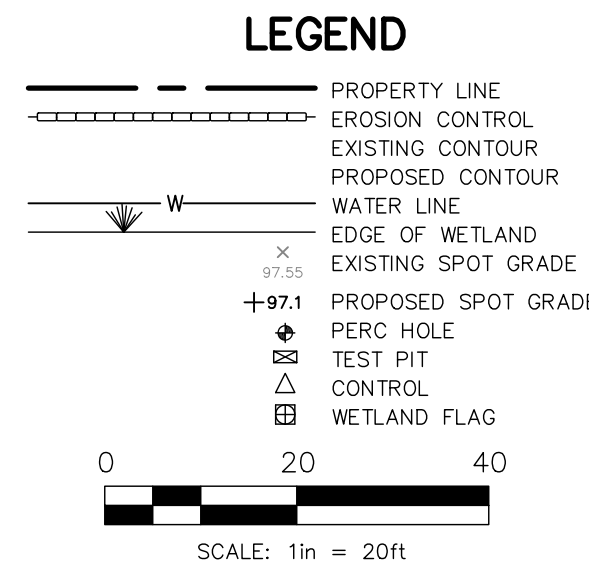 LEGEND
PROPERTY LINE
EROSION CONTROL
EXISTING CONTOUR
PROPOSED CONTOUR
W WATER LINE
EDGE OF WETLAND
97.55 EXISTING SPOT GRADE
97.1 PROPOSED SPOT GRADE
PERC HOLE
TEST PIT
CONTROL
WETLAND FLAG
0 20 40
SCALE: 1in = 20ft